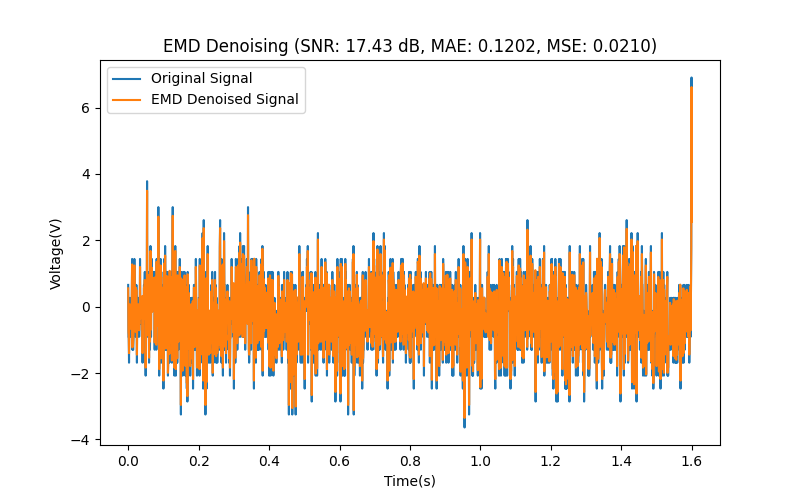 EMD Denoising (SNR: 17.43 dB, MAE: 0.1202, MSE: 0.0210)
Original Signal
EMD Denoised Signal
Voltage(V)
6
4
2
0
−2
−4
0.0 0.2 0.4 0.6 0.8 1.0 1.2 1.4 1.6
Time(s)